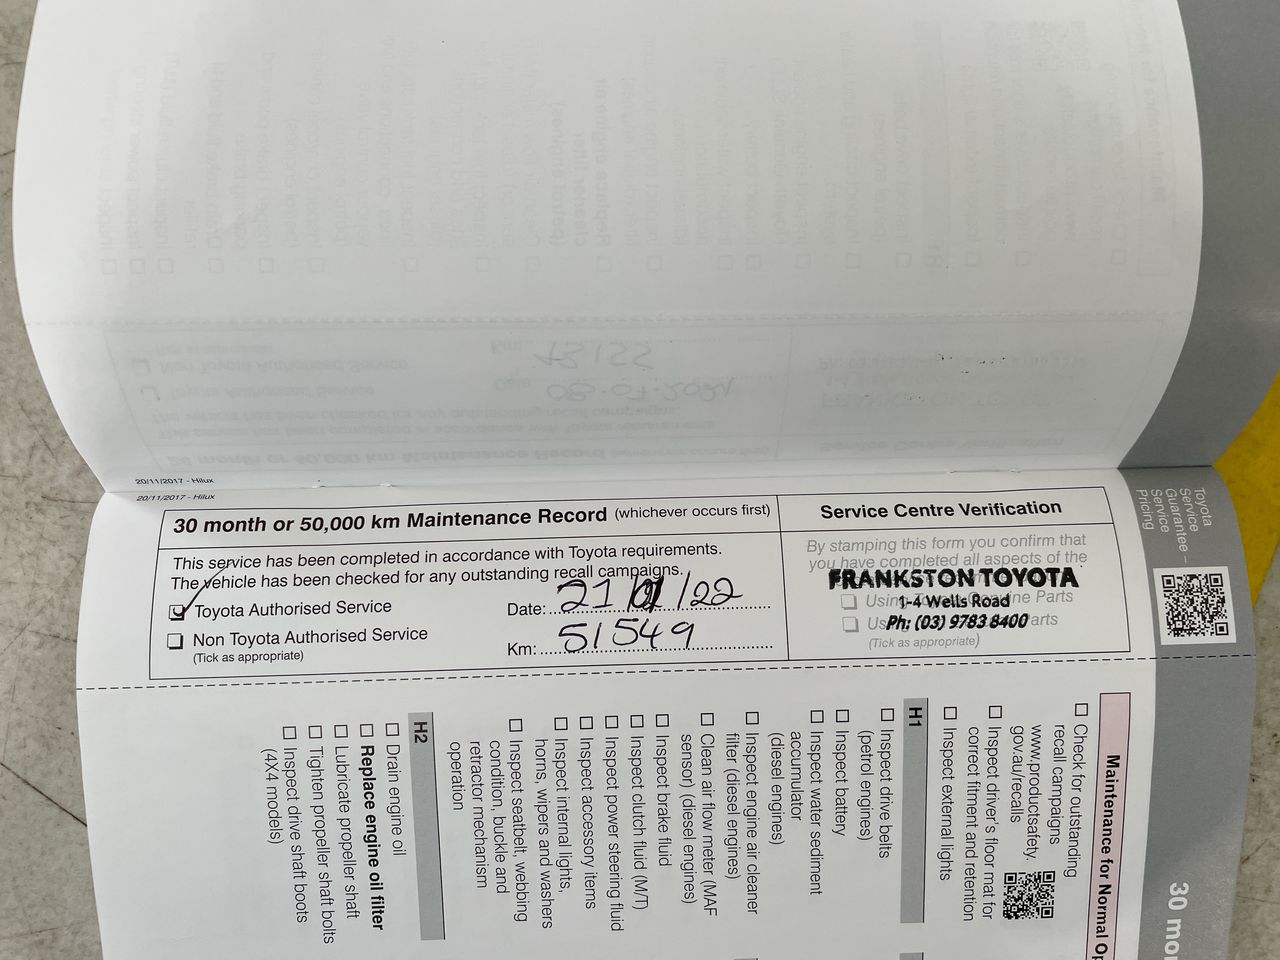 20/11/2017 - Hilux
20/11/2017 - Hilux
30 month or 50,000 km Maintenance Record (whichever occurs first)
This service has been completed in accordance with Toyota requirements.
The vehicle has been checked for any outstanding recall campaigns.
Toyota Authorised Service
Non Toyota Authorised Service
(Tick as appropriate)
Date: 21/01/22
Km: 51549
Service Centre Verification
By stamping this form you confirm that
you have completed all aspects of the
FRANKSTON TOYOTA
1-4 Wells Road
Ph: (03) 9783 8400
(Tick as appropriate)
Toyota
Service
Guarantee –
Service
Pricing
30
Maintenance for Normal
Check for outstanding
recall campaigns
www.productsafety.
gov.au/recalls
Inspect driver's floor mat for
correct fitment and retention
Inspect external lights
H1
Inspect drive belts
(petrol engines)
Inspect battery
Inspect water sediment
accumulator
(diesel engines)
Inspect engine air cleaner
filter (diesel engines)
Clean air flow meter (MAF
sensor) (diesel engines)
Inspect brake fluid
Inspect clutch fluid (M/T)
Inspect power steering fluid
Inspect accessory items
Inspect internal lights,
horns, wipers and washers
Inspect seatbelt, webbing
condition, buckle and
retractor mechanism
operation
H2
Drain engine oil
Replace engine oil filter
Lubricate propeller shaft
Tighten propeller shaft bolts
Inspect drive shaft boots
(4X4 models)